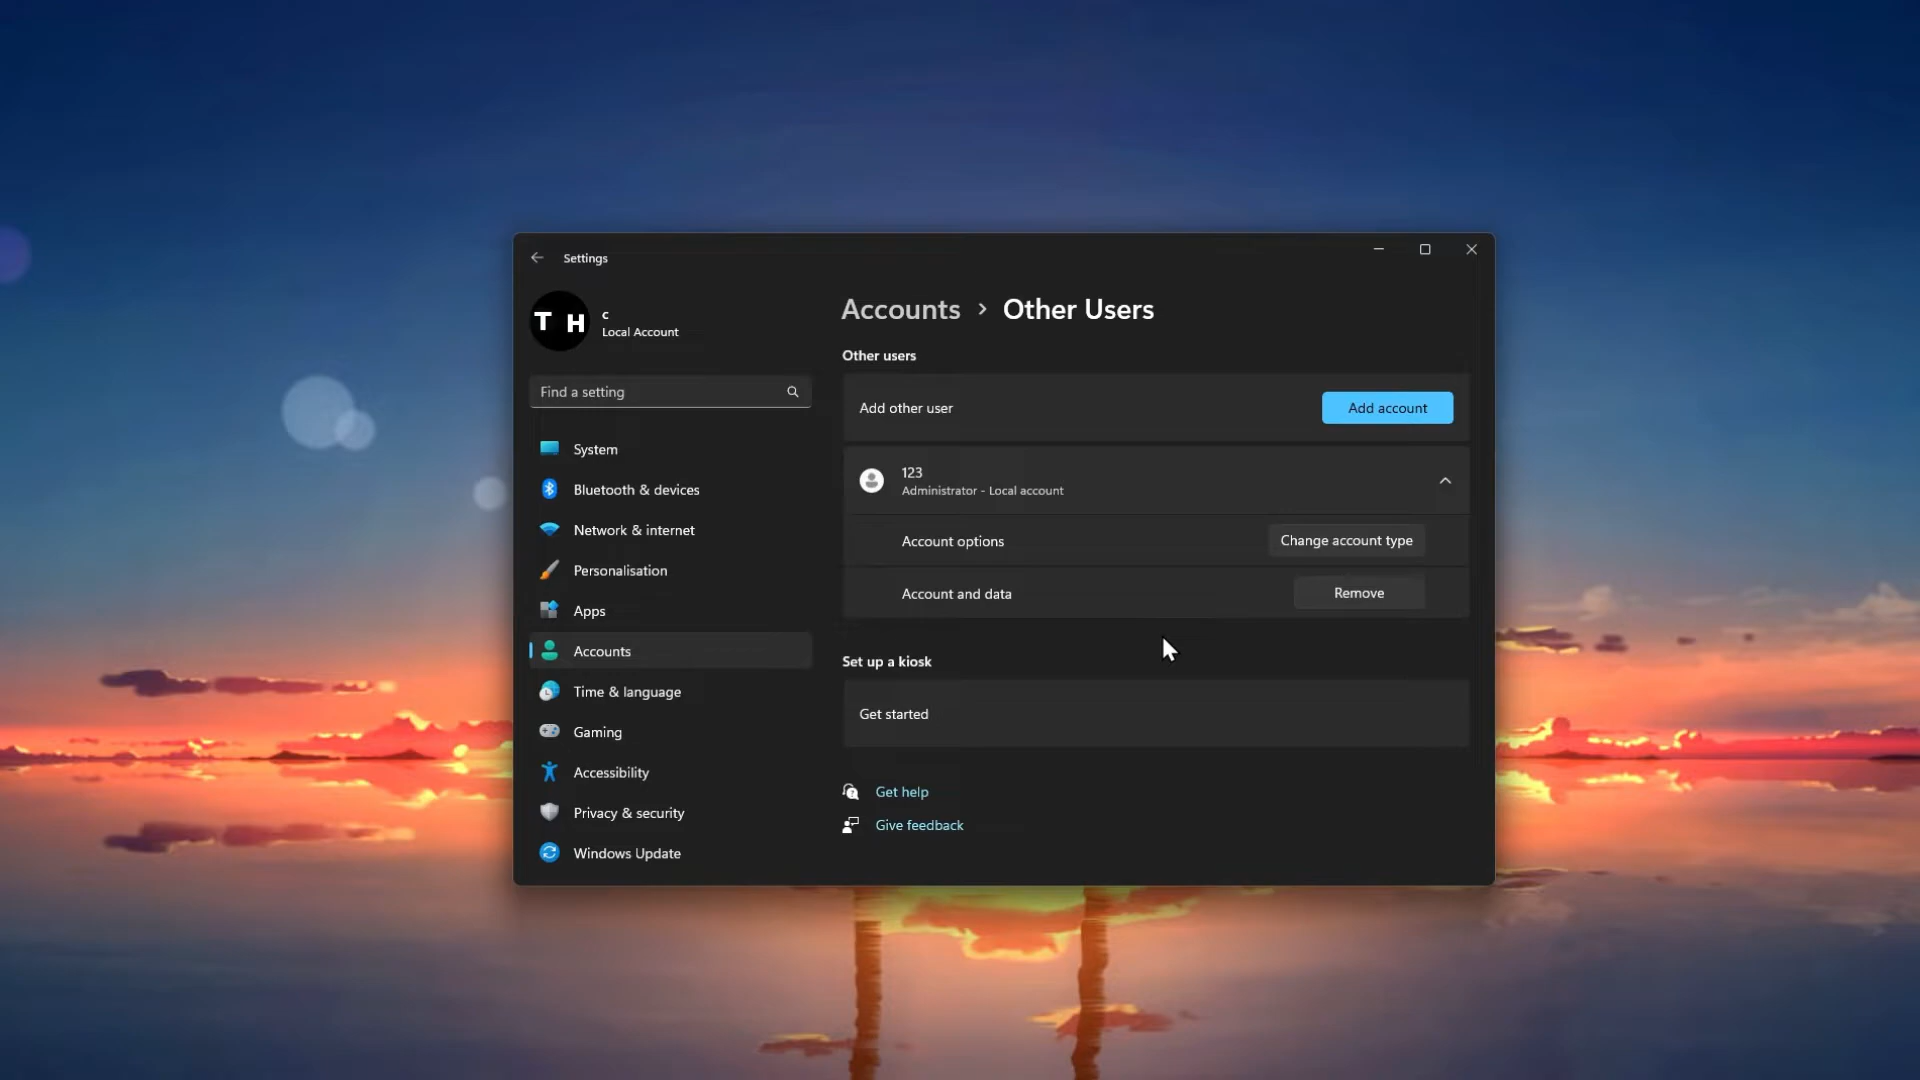 Settings
T H
c
Local Account
Find a setting
System
Bluetooth & devices
Network & internet
Personalisation
Apps
Accounts
Time & language
Gaming
Accessibility
Privacy & security
Windows Update
Accounts › Other Users
Other users
Add other user
Add account
123
Administrator - Local account
Account options
Change account type
Account and data
Remove
Set up a kiosk
Get started
Get help
Give feedback